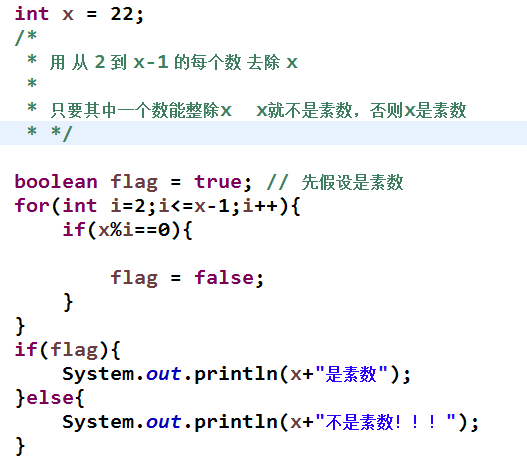 int x = 22;
/*
 * 用 从 2 到 x-1 的每个数 去除 x
 *
 * 只要其中一个数能整除x   x就不是素数，否则x是素数
 * */
boolean flag = true; // 先假设是素数
for(int i=2;i<=x-1;i++){
    if(x%i==0){
        flag = false;
    }
}
if(flag){
    System.out.println(x+"是素数");
}else{
    System.out.println(x+"不是素数！！！");
}